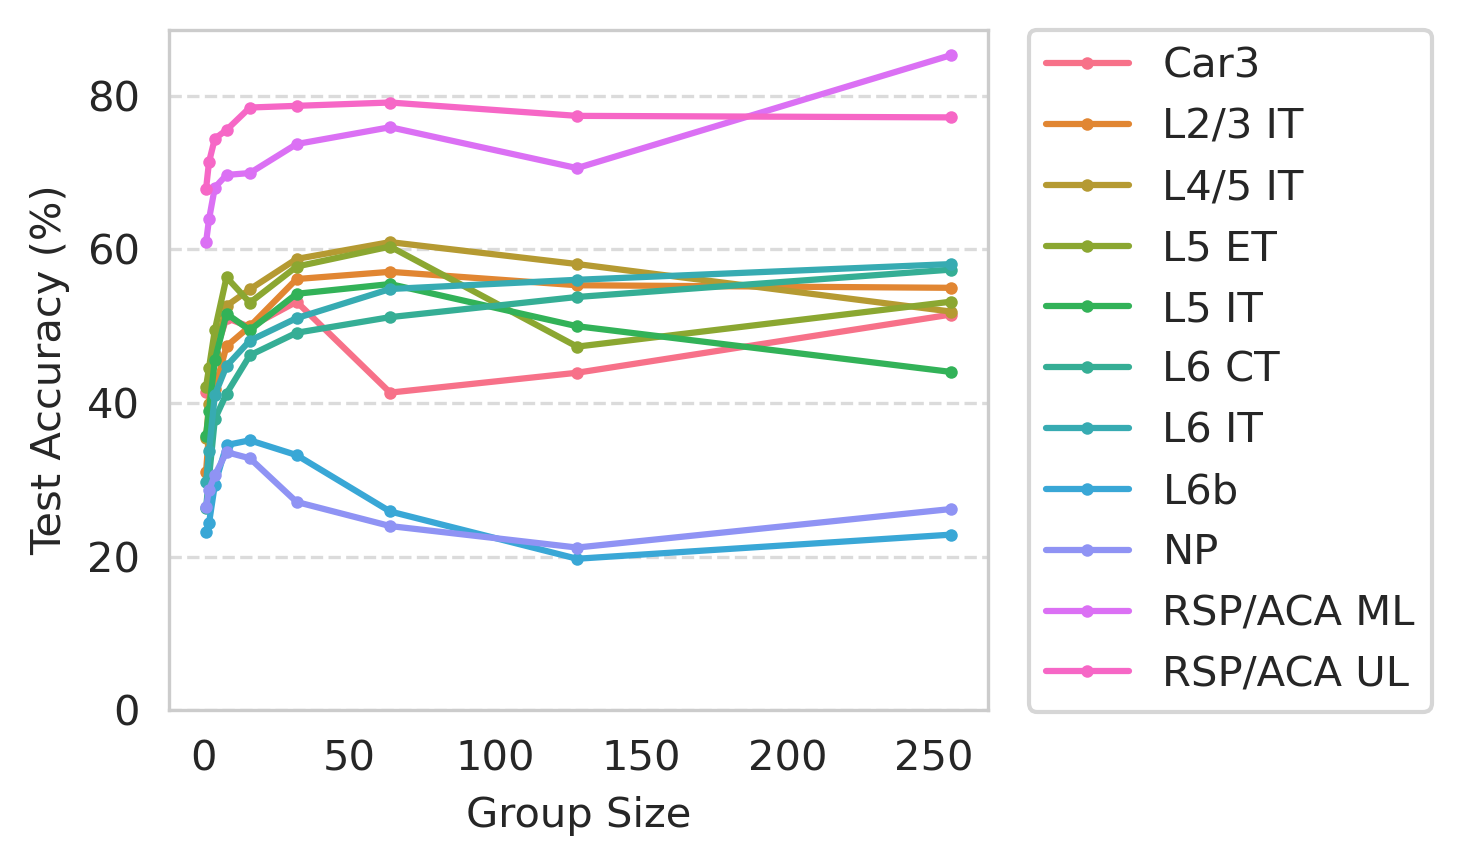 80
60
40
20
0
Test Accuracy (%)
0 50 100 150 200 250
Group Size
Car3
L2/3 IT
L4/5 IT
L5 ET
L5 IT
L6 CT
L6 IT
L6b
NP
RSP/ACA ML
RSP/ACA UL